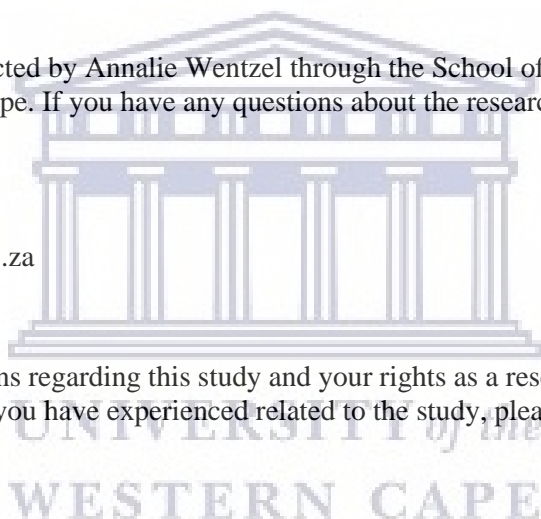 cted by Annalie Wentzel through the School of
pe. If you have any questions about the researc
.za
ns regarding this study and your rights as a rese
you have experienced related to the study, plea
UNIVERSITY of the
WESTERN CAPE